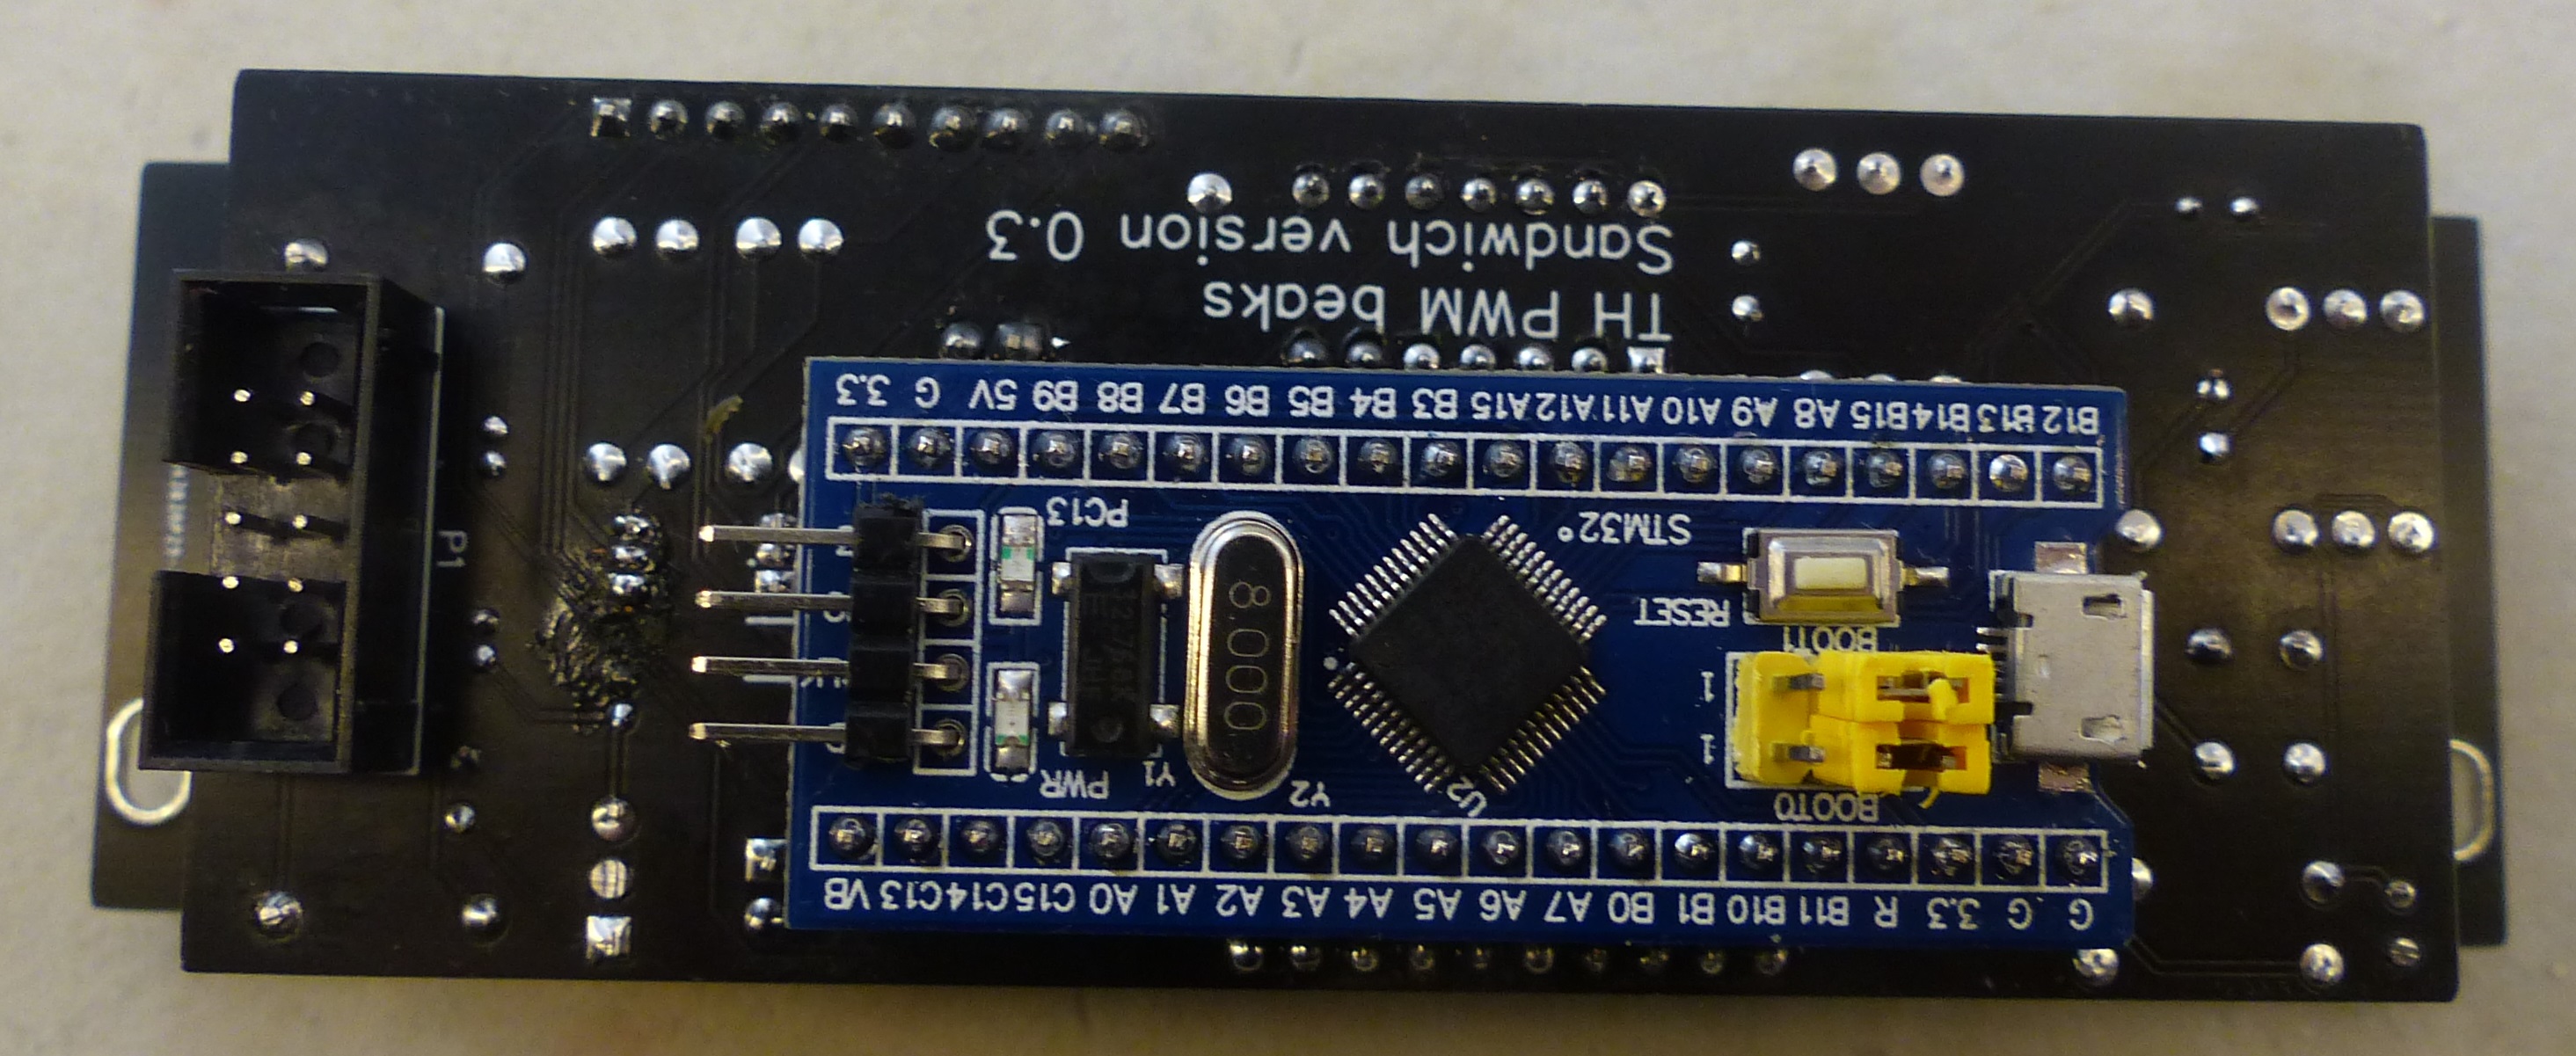 G G 3.3 R B11 B10 B1 B0 A7 A6 A5 A4 A3 A2 A1 A0 C15 C14 C13 VB
BOOT0
U2
Y2
Y1
PWR
1
1
8.000
BOOT1
RESET
P1
STM32°
PC13
B12 B13 B14 B15 A8 A9 A10 A11 A12 A15 B3 B4 B5 B6 B7 B8 B9 5V G 3.3
TH PWM beaks
Sandwich version 0.3